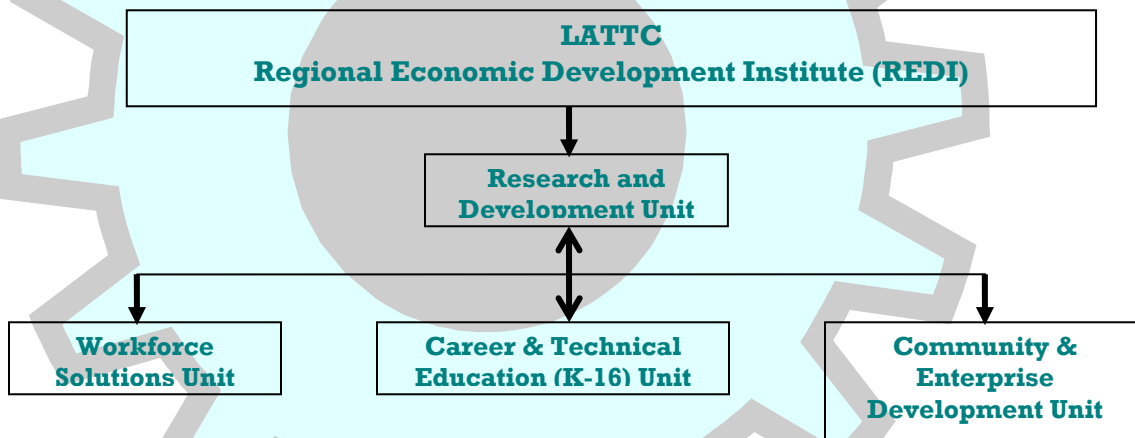 LATTC
Regional Economic Development Institute (REDI)
Research and
Development Unit
Workforce
Solutions Unit
Career & Technical
Education (K-16) Unit
Community &
Enterprise
Development Unit